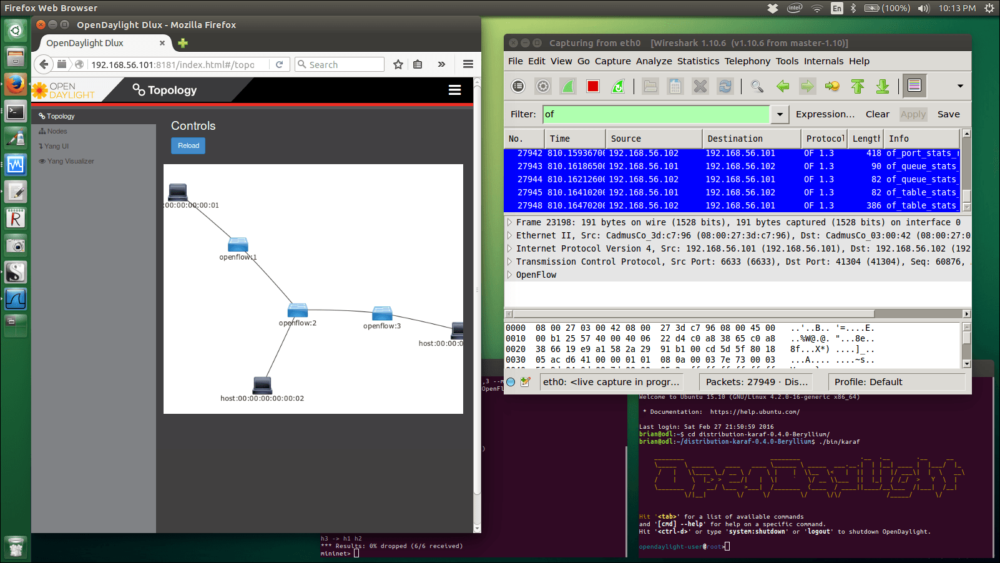 Firefox Web Browser
En
(100%)
10:13 PM
OpenDaylight Dlux - Mozilla Firefox
OpenDaylight Dlux
192.168.56.101:8181/index.html#/topo
Search
OPEN
DAYLIGHT
Topology
Topology
Nodes
Yang UI
Yang Visualizer
Controls
Reload
:00:00:00:00:01
openflow:1
openflow:2
openflow:3
host:00:00:0
host:00:00:00:00:00:02
Capturing from eth0 [Wireshark 1.10.6 (v1.10.6 from master-1.10)]
File Edit View Go Capture Analyze Statistics Telephony Tools Internals Help
Filter: of Expression... Clear Apply Save
No. Time Source Destination Protocol Length Info
27942 810.15936700 192.168.56.102 192.168.56.101 OF 1.3 418 of_port_stats_r
27943 810.16186500 192.168.56.101 192.168.56.102 OF 1.3 90 of_queue_stats_
27944 810.16212600 192.168.56.102 192.168.56.101 OF 1.3 82 of_queue_stats_
27945 810.16410200 192.168.56.101 192.168.56.102 OF 1.3 82 of_table_stats_
27948 810.16470200 192.168.56.102 192.168.56.101 OF 1.3 386 of_table_stats_
Frame 23198: 191 bytes on wire (1528 bits), 191 bytes captured (1528 bits) on interface 0
Ethernet II, Src: CadmusCo_3d:c7:96 (08:00:27:3d:c7:96), Dst: CadmusCo_03:00:42 (08:00:27:0
Internet Protocol Version 4, Src: 192.168.56.101 (192.168.56.101), Dst: 192.168.56.102 (192
Transmission Control Protocol, Src Port: 6633 (6633), Dst Port: 41304 (41304), Seq: 60876,
OpenFlow
0000 08 00 27 03 00 42 08 00 27 3d c7 96 08 00 45 00 ..'..B.. '=....E.
0010 00 b1 25 57 40 00 40 06 22 d4 c0 a8 38 65 c0 a8 ..%W@.@. "...8e..
0020 38 66 19 e9 a1 58 2a 29 91 b1 00 cd 5d 5f 80 18 8f...X*) ....]_..
0030 05 ac d6 41 00 00 01 01 08 0a 00 03 7e 73 00 03 ...A.... ....~s..
eth0: <live capture in progr...
Packets: 27949 · Dis...
Profile: Default
,3 --m
OpenFl
)
h3 -> h1 h2
*** Results: 0% dropped (6/6 received)
mininet>
Welcome to Ubuntu 15.10 (GNU/Linux 4.2.0-16-generic x86_64)
* Documentation: https://help.ubuntu.com/
Last login: Sat Feb 27 21:50:59 2016
brian@odl:~$ cd distribution-karaf-0.4.0-Beryllium/
brian@odl:~/distribution-karaf-0.4.0-Beryllium$ ./bin/karaf
OpenDaylight
Hit '<tab>' for a list of available commands
and '[cmd] --help' for help on a specific command.
Hit '<ctrl-d>' or type 'system:shutdown' or 'logout' to shutdown OpenDaylight.
opendaylight-user@root>